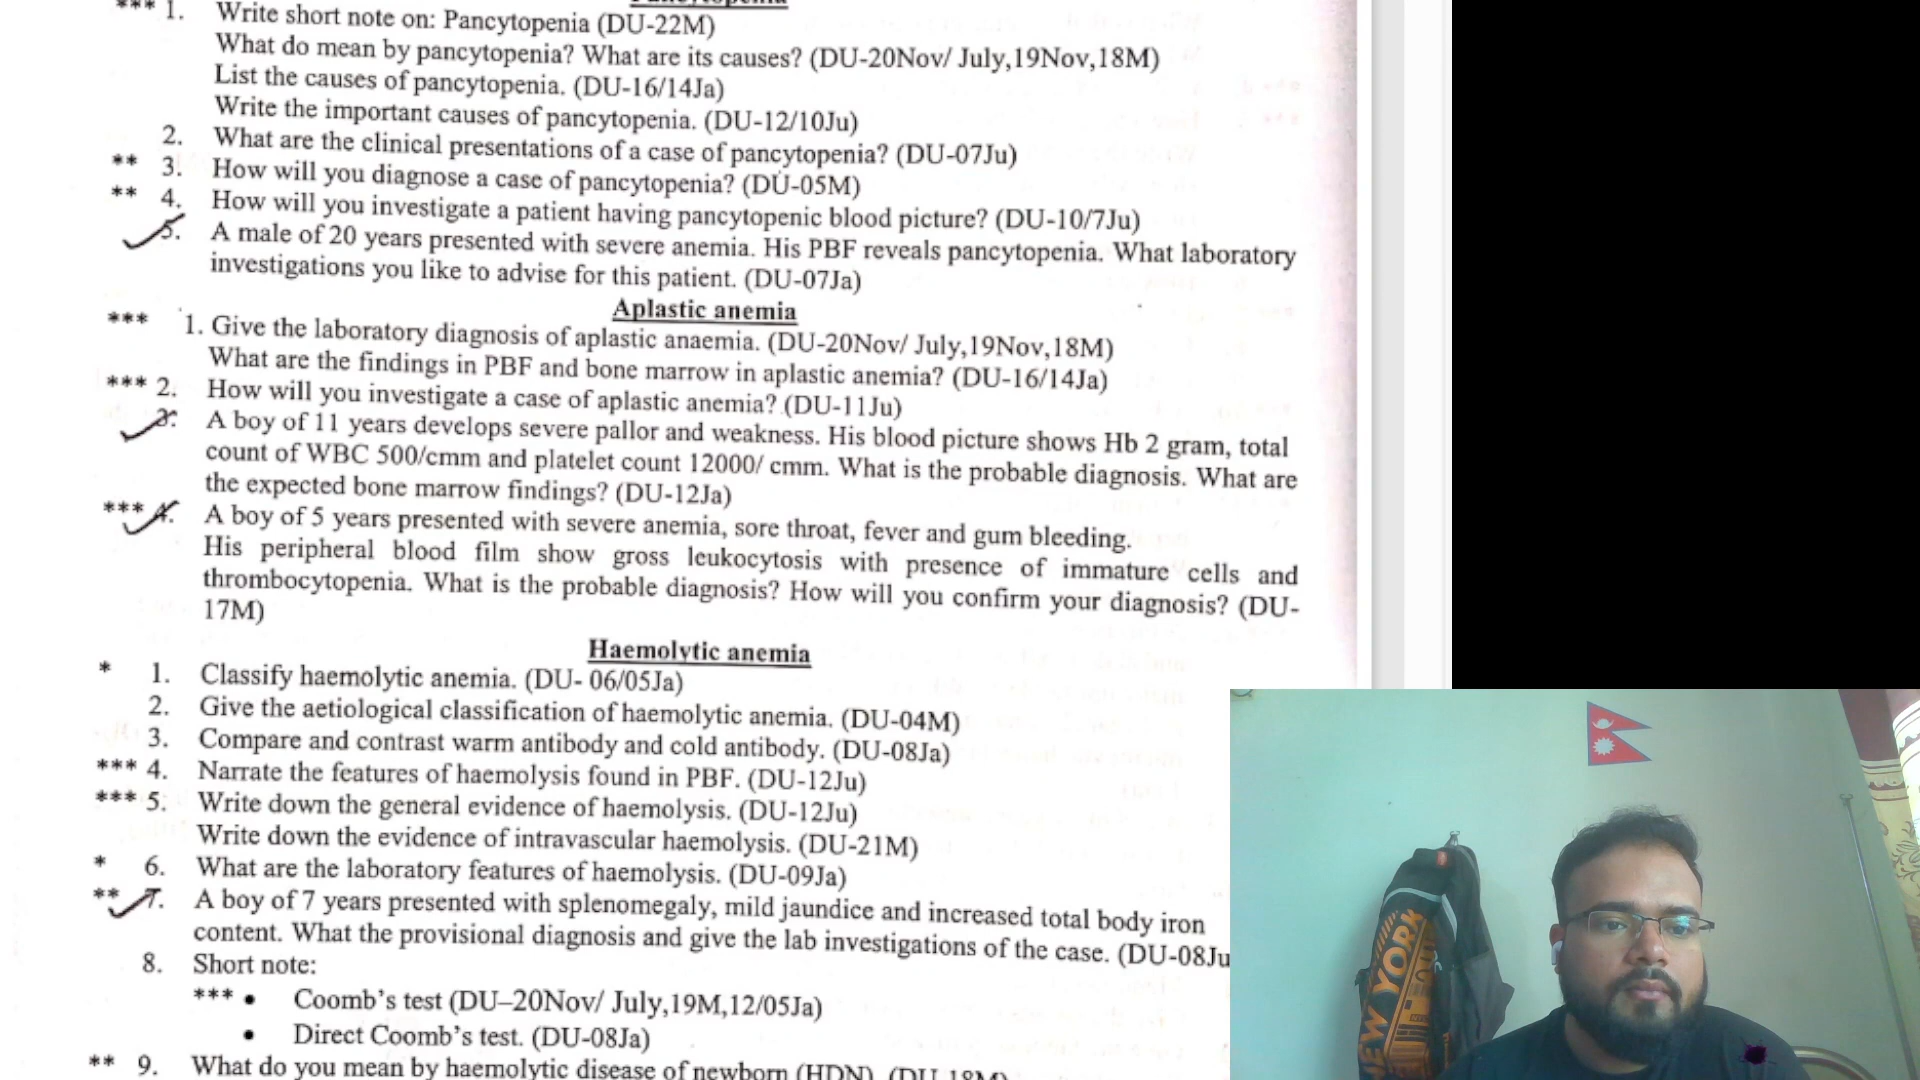 *** 1. Write short note on: Pancytopenia (DU-22M)
What do mean by pancytopenia? What are its causes? (DU-20Nov/ July,19Nov,18M)
List the causes of pancytopenia. (DU-16/14Ja)
Write the important causes of pancytopenia. (DU-12/10Ju)
2. What are the clinical presentations of a case of pancytopenia? (DU-07Ju)
** 3. How will you diagnose a case of pancytopenia? (DU-05M)
** 4. How will you investigate a patient having pancytopenic blood picture? (DU-10/7Ju)
5. A male of 20 years presented with severe anemia. His PBF reveals pancytopenia. What laboratory
investigations you like to advise for this patient. (DU-07Ja)
Aplastic anemia
*** 1. Give the laboratory diagnosis of aplastic anaemia. (DU-20Nov/ July,19Nov,18M)
What are the findings in PBF and bone marrow in aplastic anemia? (DU-16/14Ja)
*** 2. How will you investigate a case of aplastic anemia? (DU-11Ju)
3. A boy of 11 years develops severe pallor and weakness. His blood picture shows Hb 2 gram, total
count of WBC 500/cmm and platelet count 12000/ cmm. What is the probable diagnosis. What are
the expected bone marrow findings? (DU-12Ja)
*** 4. A boy of 5 years presented with severe anemia, sore throat, fever and gum bleeding.
His peripheral blood film show gross leukocytosis with presence of immature cells and
thrombocytopenia. What is the probable diagnosis? How will you confirm your diagnosis? (DU-
17M)
Haemolytic anemia
* 1. Classify haemolytic anemia. (DU- 06/05Ja)
2. Give the aetiological classification of haemolytic anemia. (DU-04M)
3. Compare and contrast warm antibody and cold antibody. (DU-08Ja)
*** 4. Narrate the features of haemolysis found in PBF. (DU-12Ju)
*** 5. Write down the general evidence of haemolysis. (DU-12Ju)
Write down the evidence of intravascular haemolysis. (DU-21M)
* 6. What are the laboratory features of haemolysis. (DU-09Ja)
** 7. A boy of 7 years presented with splenomegaly, mild jaundice and increased total body iron
content. What the provisional diagnosis and give the lab investigations of the case. (DU-08Ju
8. Short note:
*** • Coomb's test (DU–20Nov/ July,19M,12/05Ja)
• Direct Coomb's test. (DU-08Ja)
** 9. What do you mean by haemolytic disease of newborn (HDN). (DU-18M)
NEW YORK